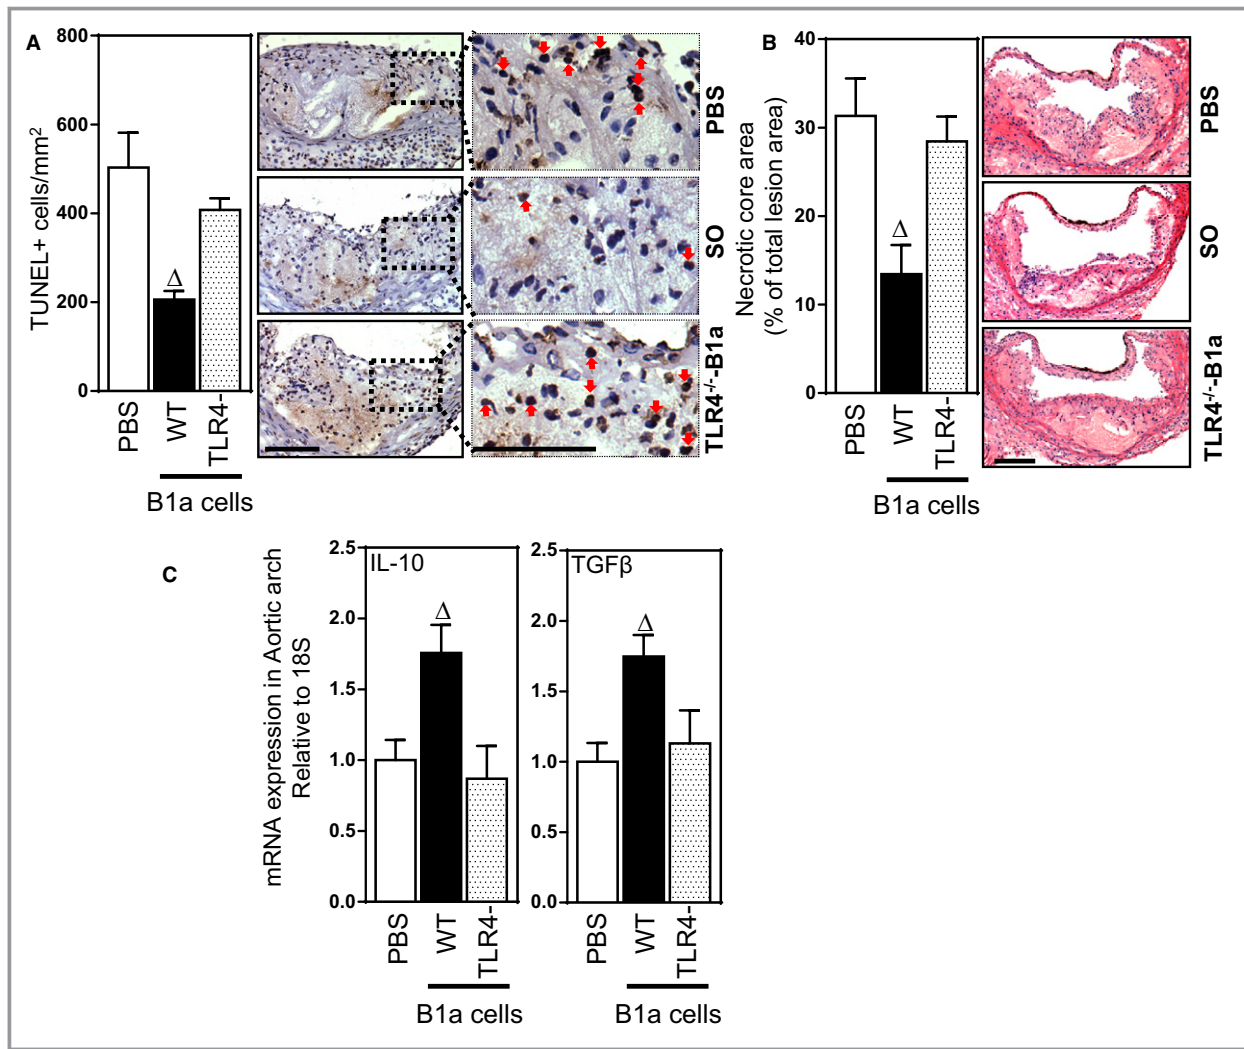 A
800
600
400
200
0
TUNEL+ cells/mm²
PBS
WT
TLR4-
B1a cells
PBS
SO
TLR4-/--B1a
B
40
30
20
10
0
Necrotic core area
(% of total lesion area)
PBS
WT
TLR4-
B1a cells
PBS
SO
TLR4-/--B1a
C
mRNA expression in Aortic arch
Relative to 18S
2.5
2.0
1.5
1.0
0.5
0.0
IL-10
Δ
PBS
WT
TLR4-
B1a cells
2.5
2.0
1.5
1.0
0.5
0.0
TGFβ
Δ
PBS
WT
TLR4-
B1a cells
Δ
Δ